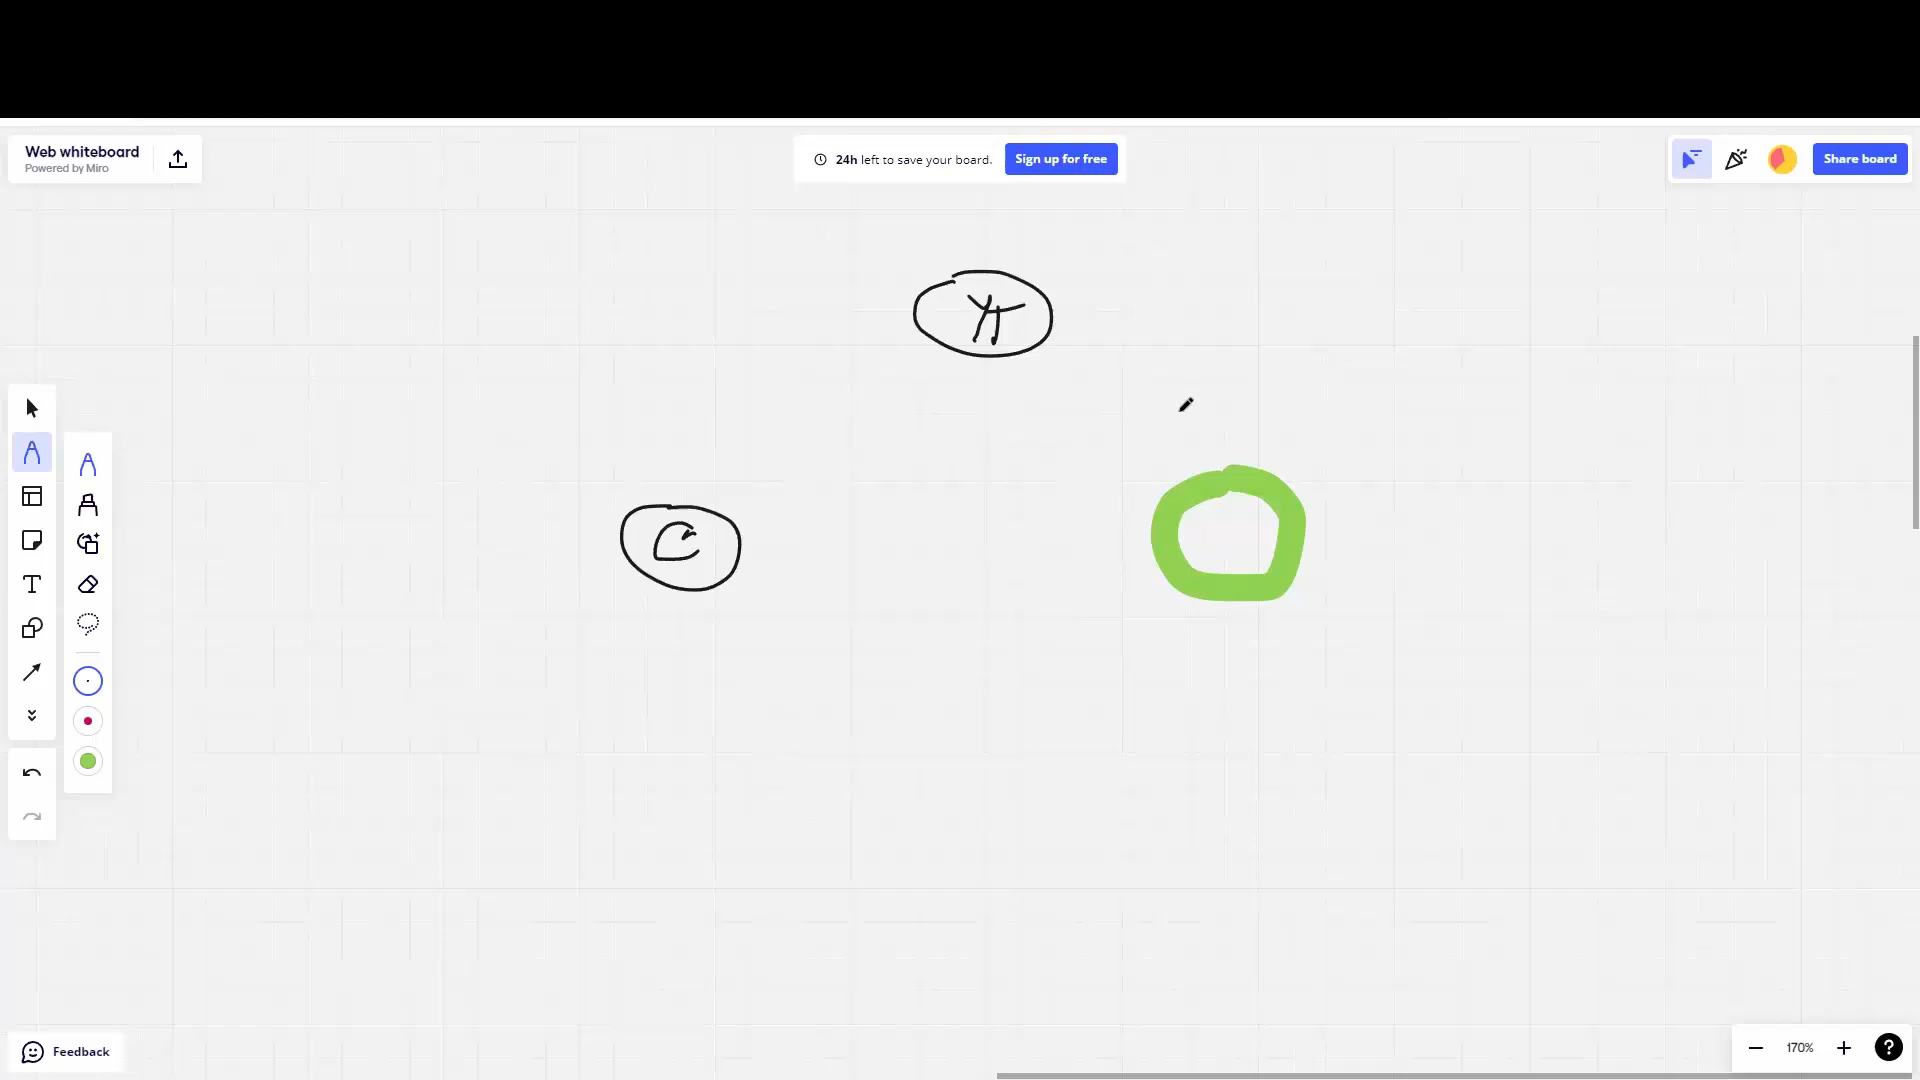 Web whiteboard
Powered by Miro
24h left to save your board.
Sign up for free
Share board
YT
C
T
Feedback
170%
?